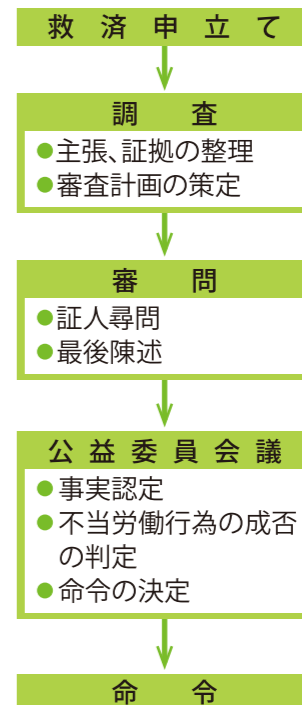 救済申立て
調査
●主張、証拠の整理
●審査計画の策定
審問
●証人尋問
●最後陳述
公益委員会議
●事実認定
●不当労働行為の成否
の判定
●命令の決定
命令